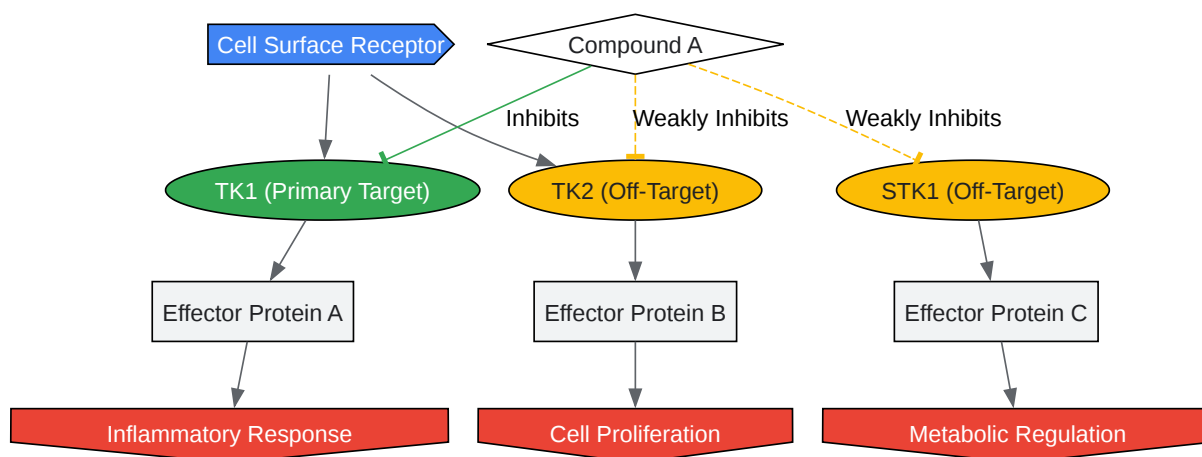 Cell Surface Receptor
Compound A
Inhibits
Weakly Inhibits
Weakly Inhibits
TK1 (Primary Target)
TK2 (Off-Target)
STK1 (Off-Target)
Effector Protein A
Effector Protein B
Effector Protein C
Inflammatory Response
Cell Proliferation
Metabolic Regulation